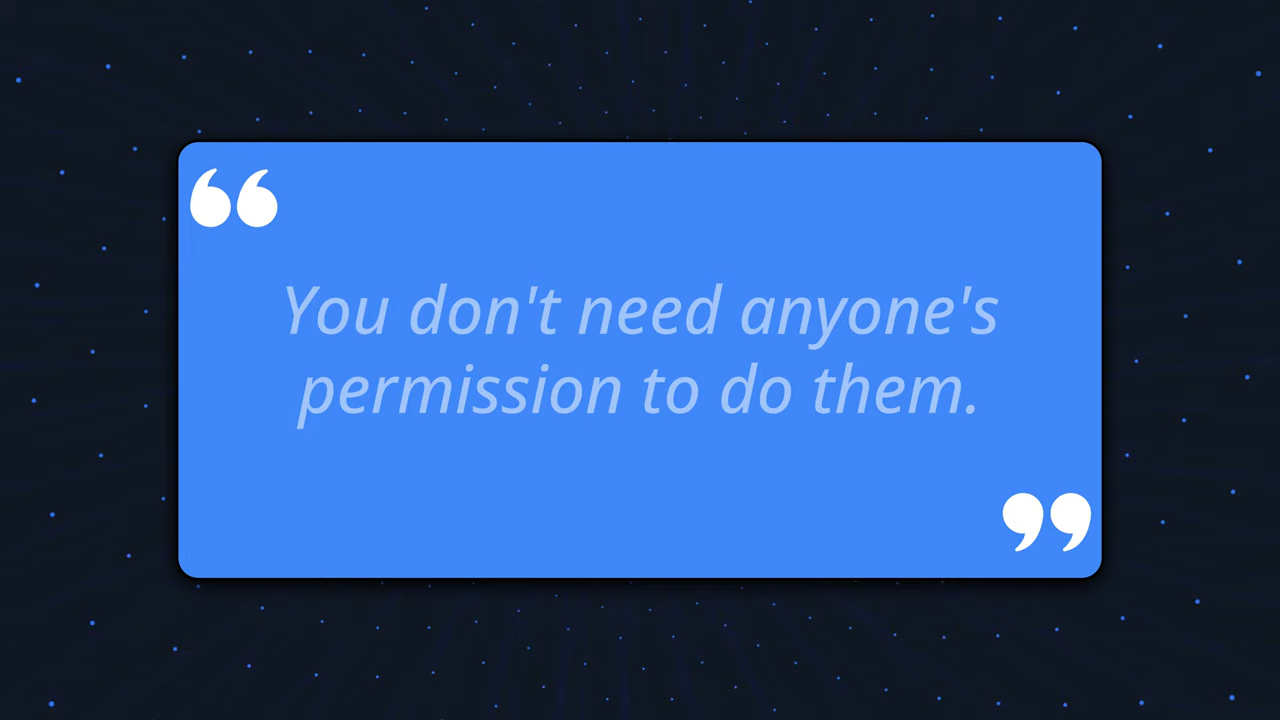 “
You don't need anyone's
permission to do them.
”